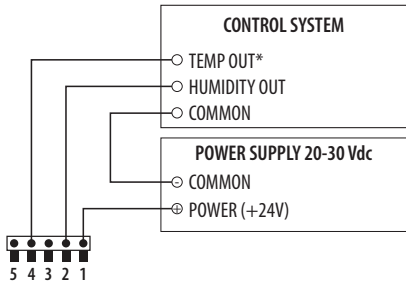 CONTROL SYSTEM
TEMP OUT*
HUMIDITY OUT
COMMON
POWER SUPPLY 20-30 Vdc
COMMON
POWER (+24V)
5 4 3 2 1